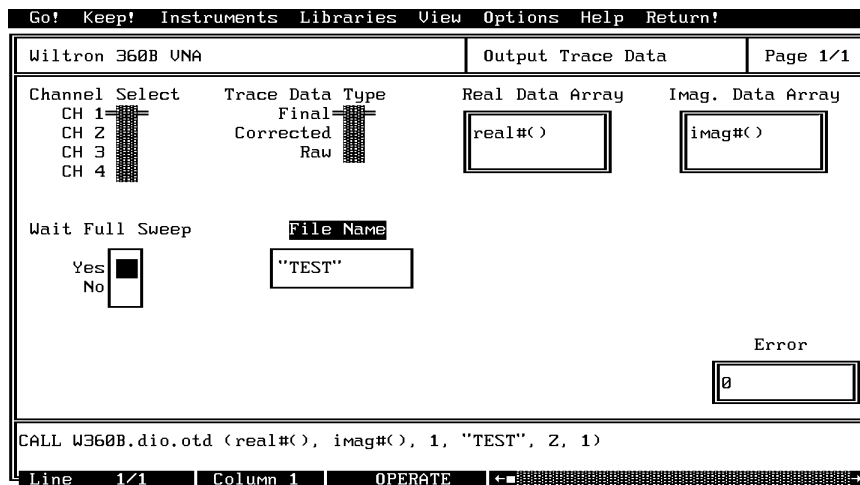 Go! Keep! Instruments Libraries View Options Help Return!
Wiltron 360B VNA
Output Trace Data
Page 1/1
Channel Select
CH 1
CH 2
CH 3
CH 4
Trace Data Type
Final
Corrected
Raw
Real Data Array
real#()
Imag. Data Array
imag#()
Wait Full Sweep
Yes
No
File Name
"TEST"
Error
0
CALL W360B.dio.otd (real#(), imag#(), 1, "TEST", 2, 1)
Line 1/1 Column 1 OPERATE